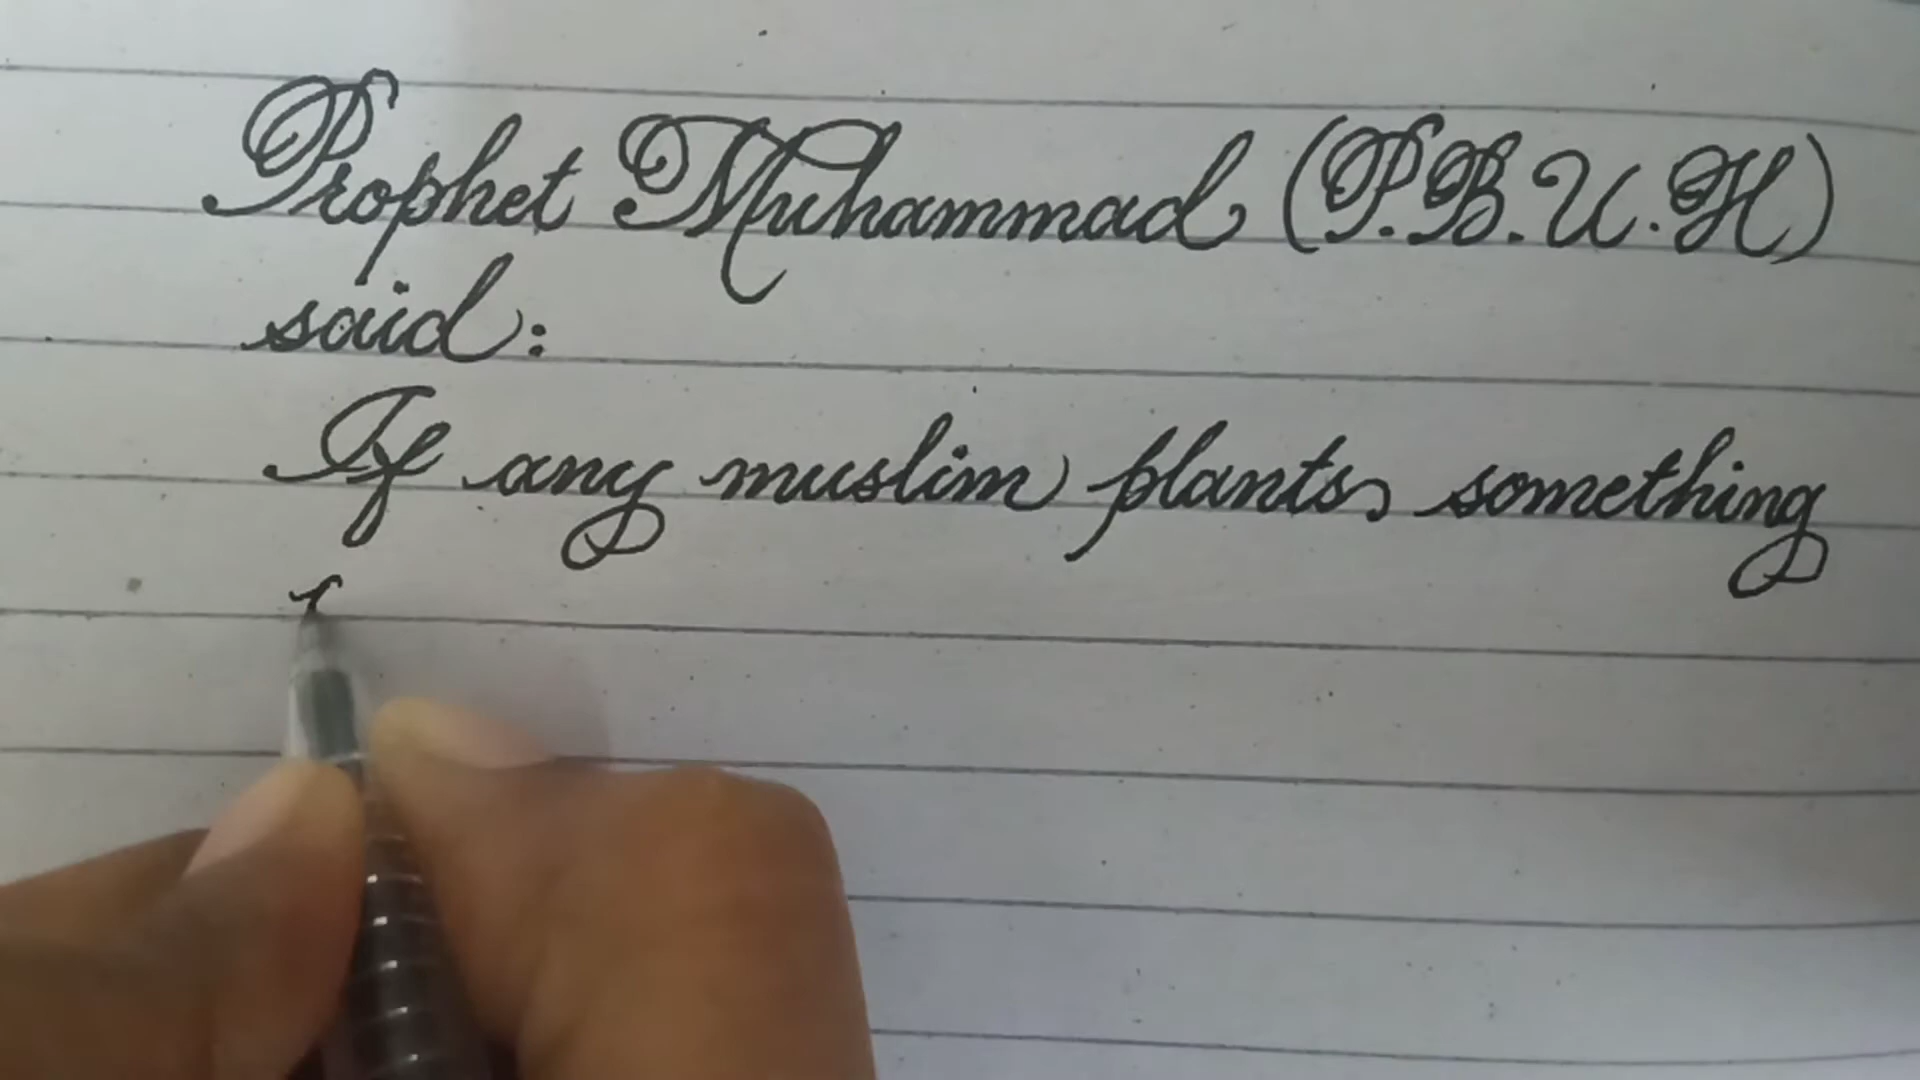 Prophet Muhammad (P.B.U.H)
said:
If any muslim plants something